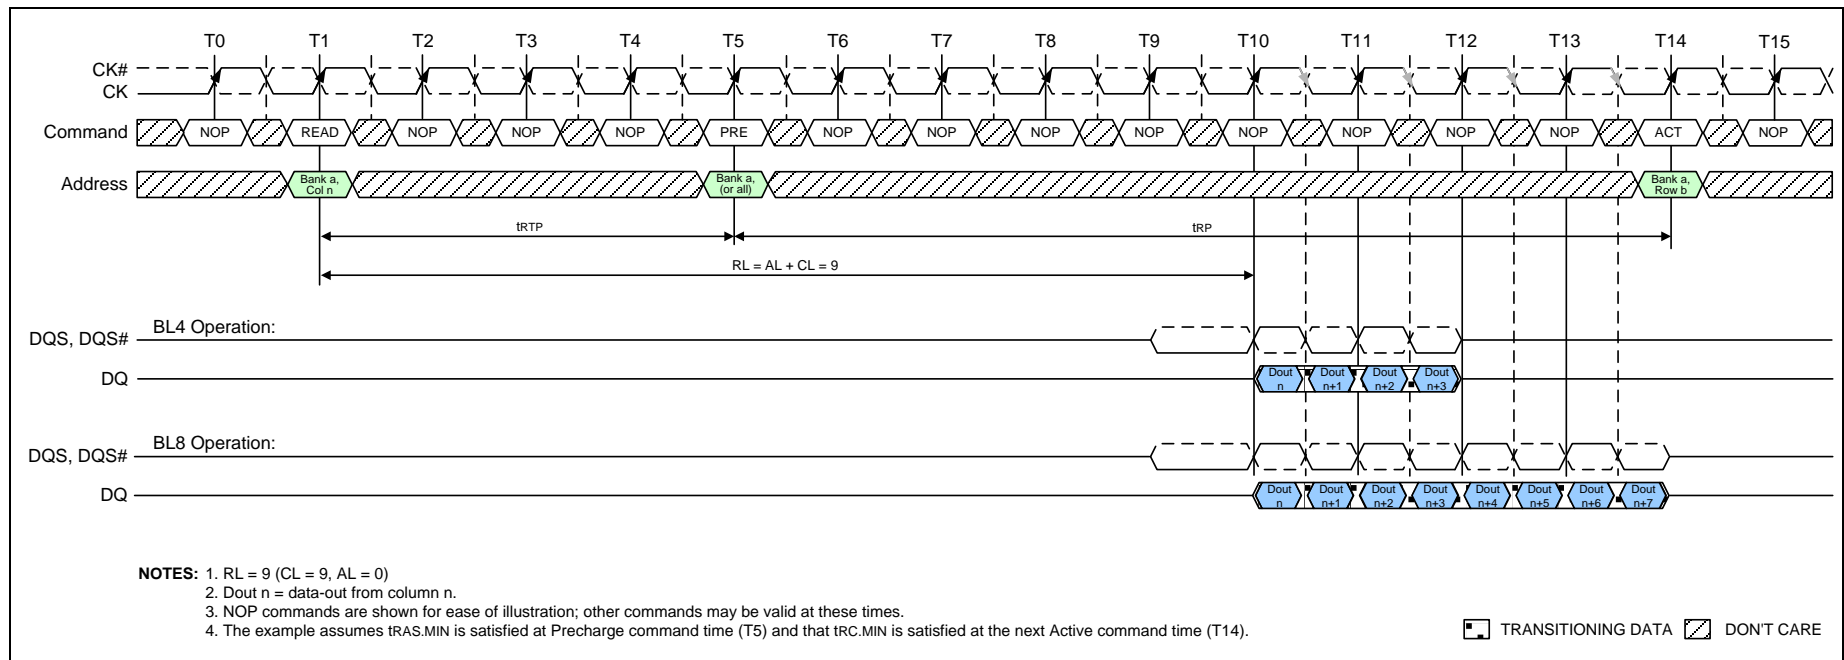 T0 T1 T2 T3 T4 T5 T6 T7 T8 T9 T10 T11 T12 T13 T14 T15
CK#
CK
Command NOP READ NOP NOP NOP PRE NOP NOP NOP NOP NOP NOP NOP NOP ACT NOP
Address Bank a, Col n Bank a, (or all) Bank a, Row b
tRTP tRP
RL = AL + CL = 9
BL4 Operation:
DQS, DQS#
DQ Dout n Dout n+1 Dout n+2 Dout n+3
BL8 Operation:
DQS, DQS#
DQ Dout n Dout n+1 Dout n+2 Dout n+3 Dout n+4 Dout n+5 Dout n+6 Dout n+7
NOTES: 1. RL = 9 (CL = 9, AL = 0)
2. Dout n = data-out from column n.
3. NOP commands are shown for ease of illustration; other commands may be valid at these times.
4. The example assumes tRAS.MIN is satisfied at Precharge command time (T5) and that tRC.MIN is satisfied at the next Active command time (T14).
TRANSITIONING DATA DON'T CARE